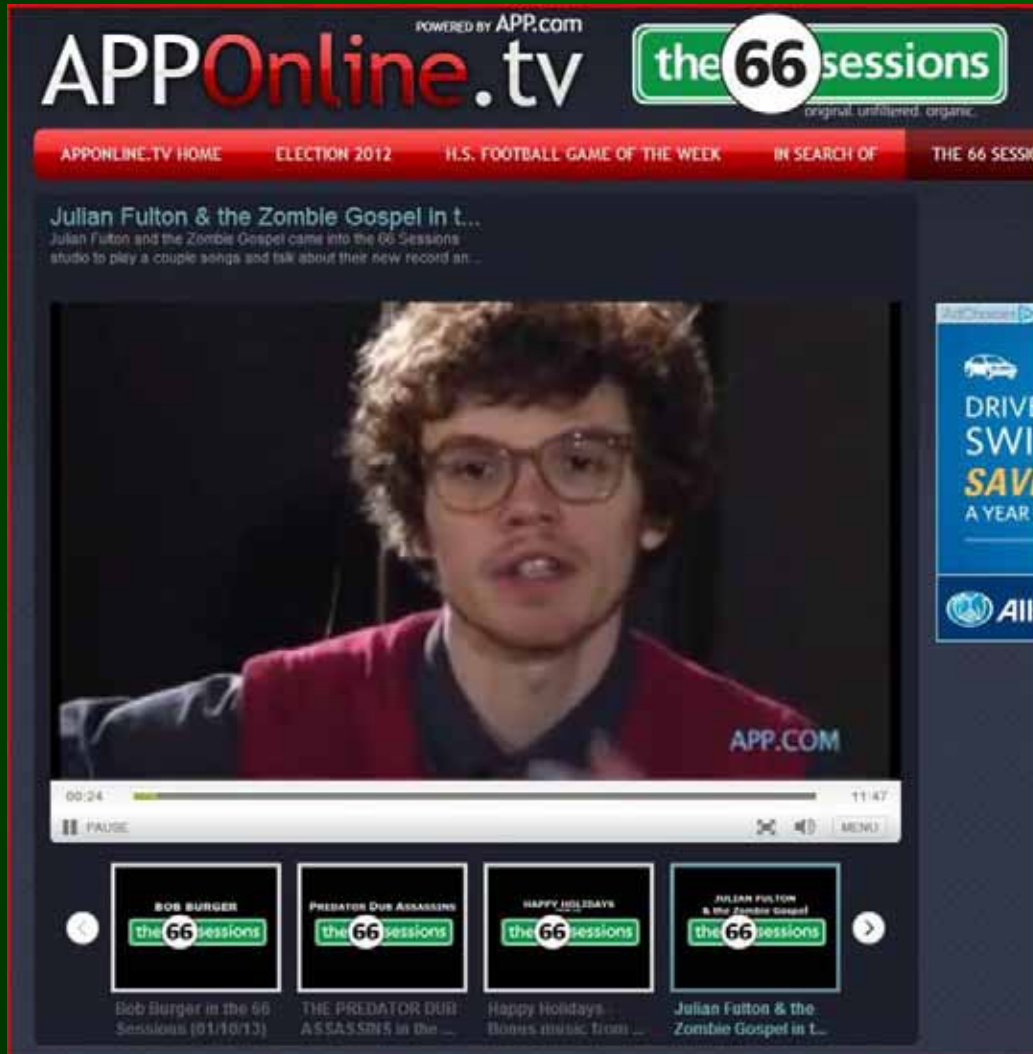 POWERED BY APP.com
APPOnline.tv
the 66 sessions
original. unfiltered. organic.
APPONLINE.TV HOME ELECTION 2012 H.S. FOOTBALL GAME OF THE WEEK IN SEARCH OF THE 66 SESSI
Julian Fulton & the Zombie Gospel in t...
Julian Fulton and the Zombie Gospel came into the 66 Sessions
studio to play a couple songs and talk about their new record an...
AdChoices
DRIVE
SWI
SAVE
A YEAR
All
APP.COM
00:24 11:47
PAUSE MENU
BOB BURGER
the 66 sessions
PREDATOR DUB ASSASSINS
the 66 sessions
HAPPY HOLIDAYS
the 66 sessions
JULIAN FULTON
& the Zombie Gospel
the 66 sessions
Bob Burger in the 66
Sessions (01/10/13)
THE PREDATOR DUB
ASSASSINS in the ...
Happy Holidays -
Bonus music from ...
Julian Fulton & the
Zombie Gospel in t...